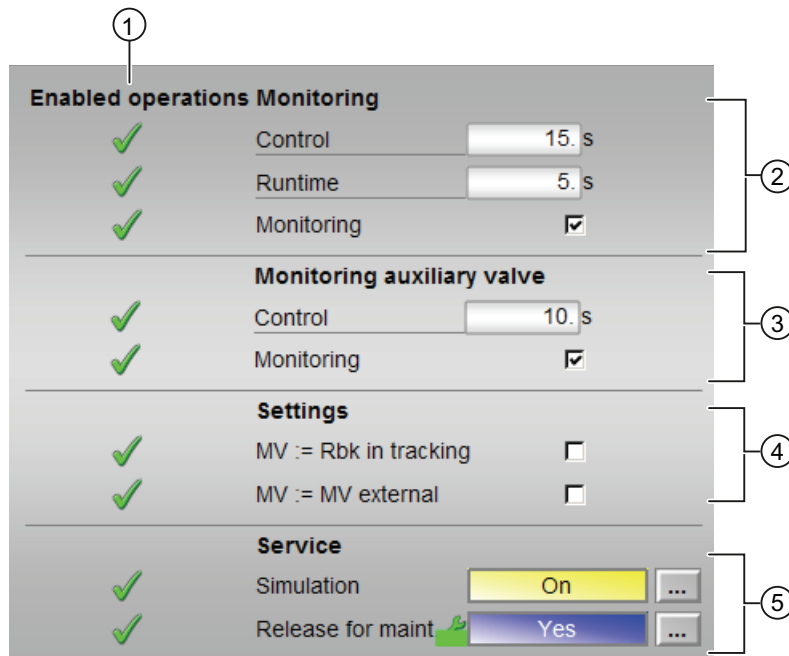 1
Enabled operations Monitoring
Control 15. s
Runtime 5. s
Monitoring
2
Monitoring auxiliary valve
Control 10. s
Monitoring
3
Settings
MV := Rbk in tracking
MV := MV external
4
Service
Simulation On ...
Release for maint Yes ...
5